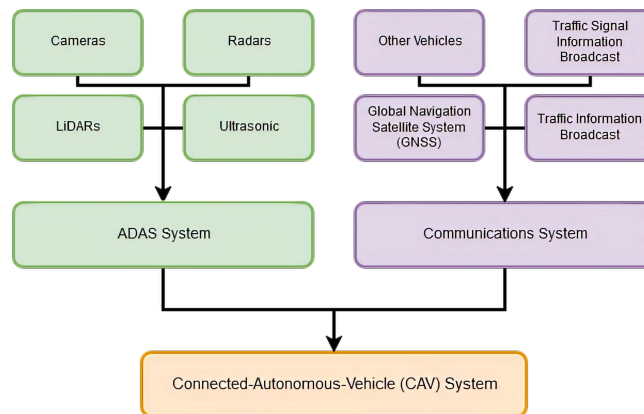 Cameras
Radars
Other Vehicles
Traffic Signal
Information
Broadcast
LiDARs
Ultrasonic
Global Navigation
Satellite System
(GNSS)
Traffic Information
Broadcast
ADAS System
Communications System
Connected-Autonomous-Vehicle (CAV) System